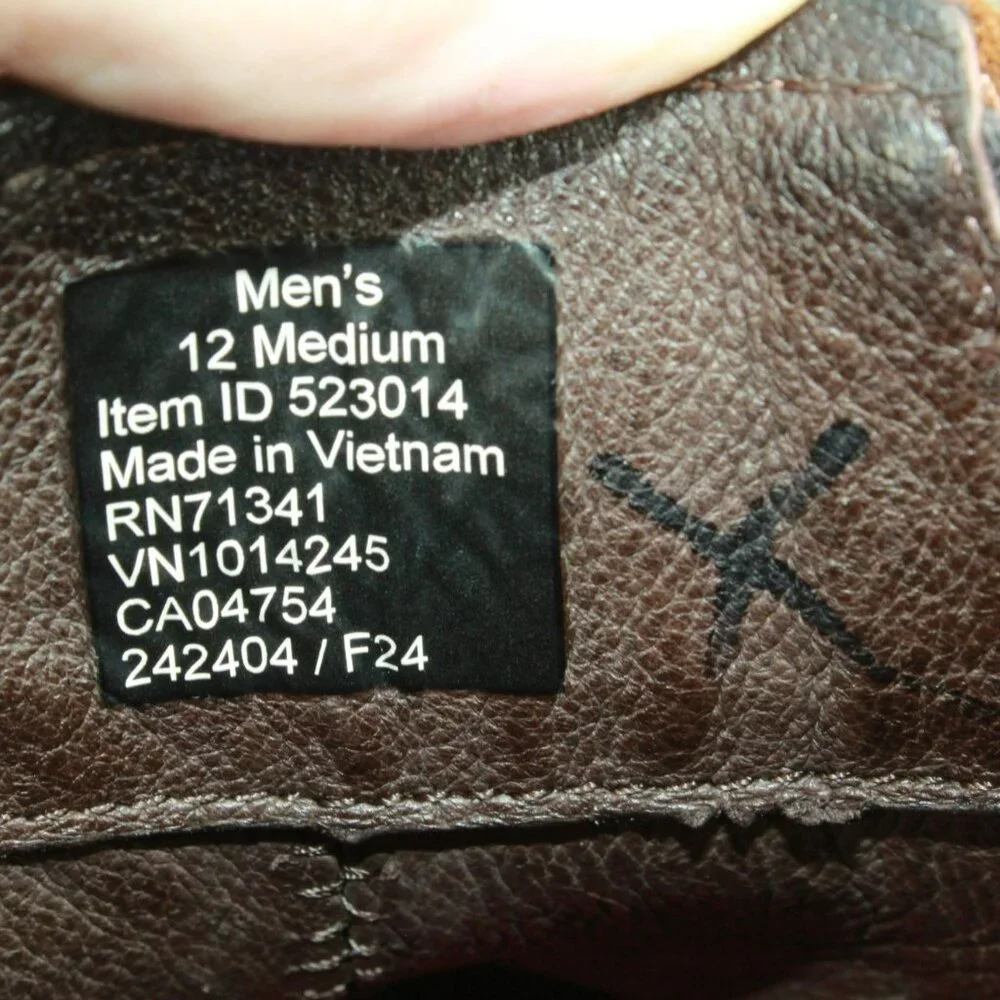 Men's
12 Medium
Item ID 523014
Made in Vietnam
RN71341
VN1014245
CA04754
242404 / F24